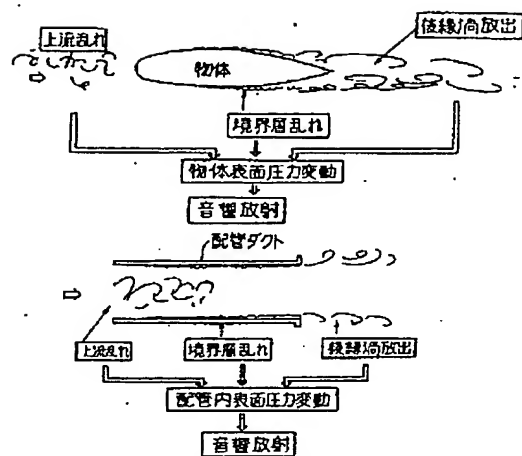 上流乱れ
後縁渦放出
物体
境界層乱れ
物体表面圧力変動
音響放射
配管ダクト
上流乱れ
境界層乱れ
後縁渦放出
配管内表面圧力変動
音響放射